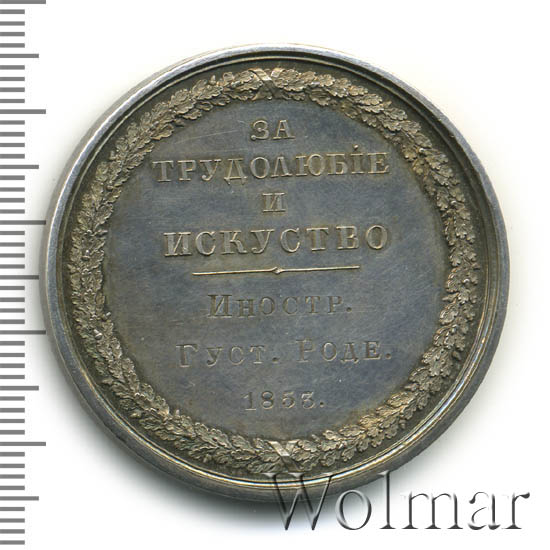 ЗА
ТРУДОЛЮБІЕ
И
ИСКУСТВО
Иностр.
Густ. Роде.
1853.
Wolmar